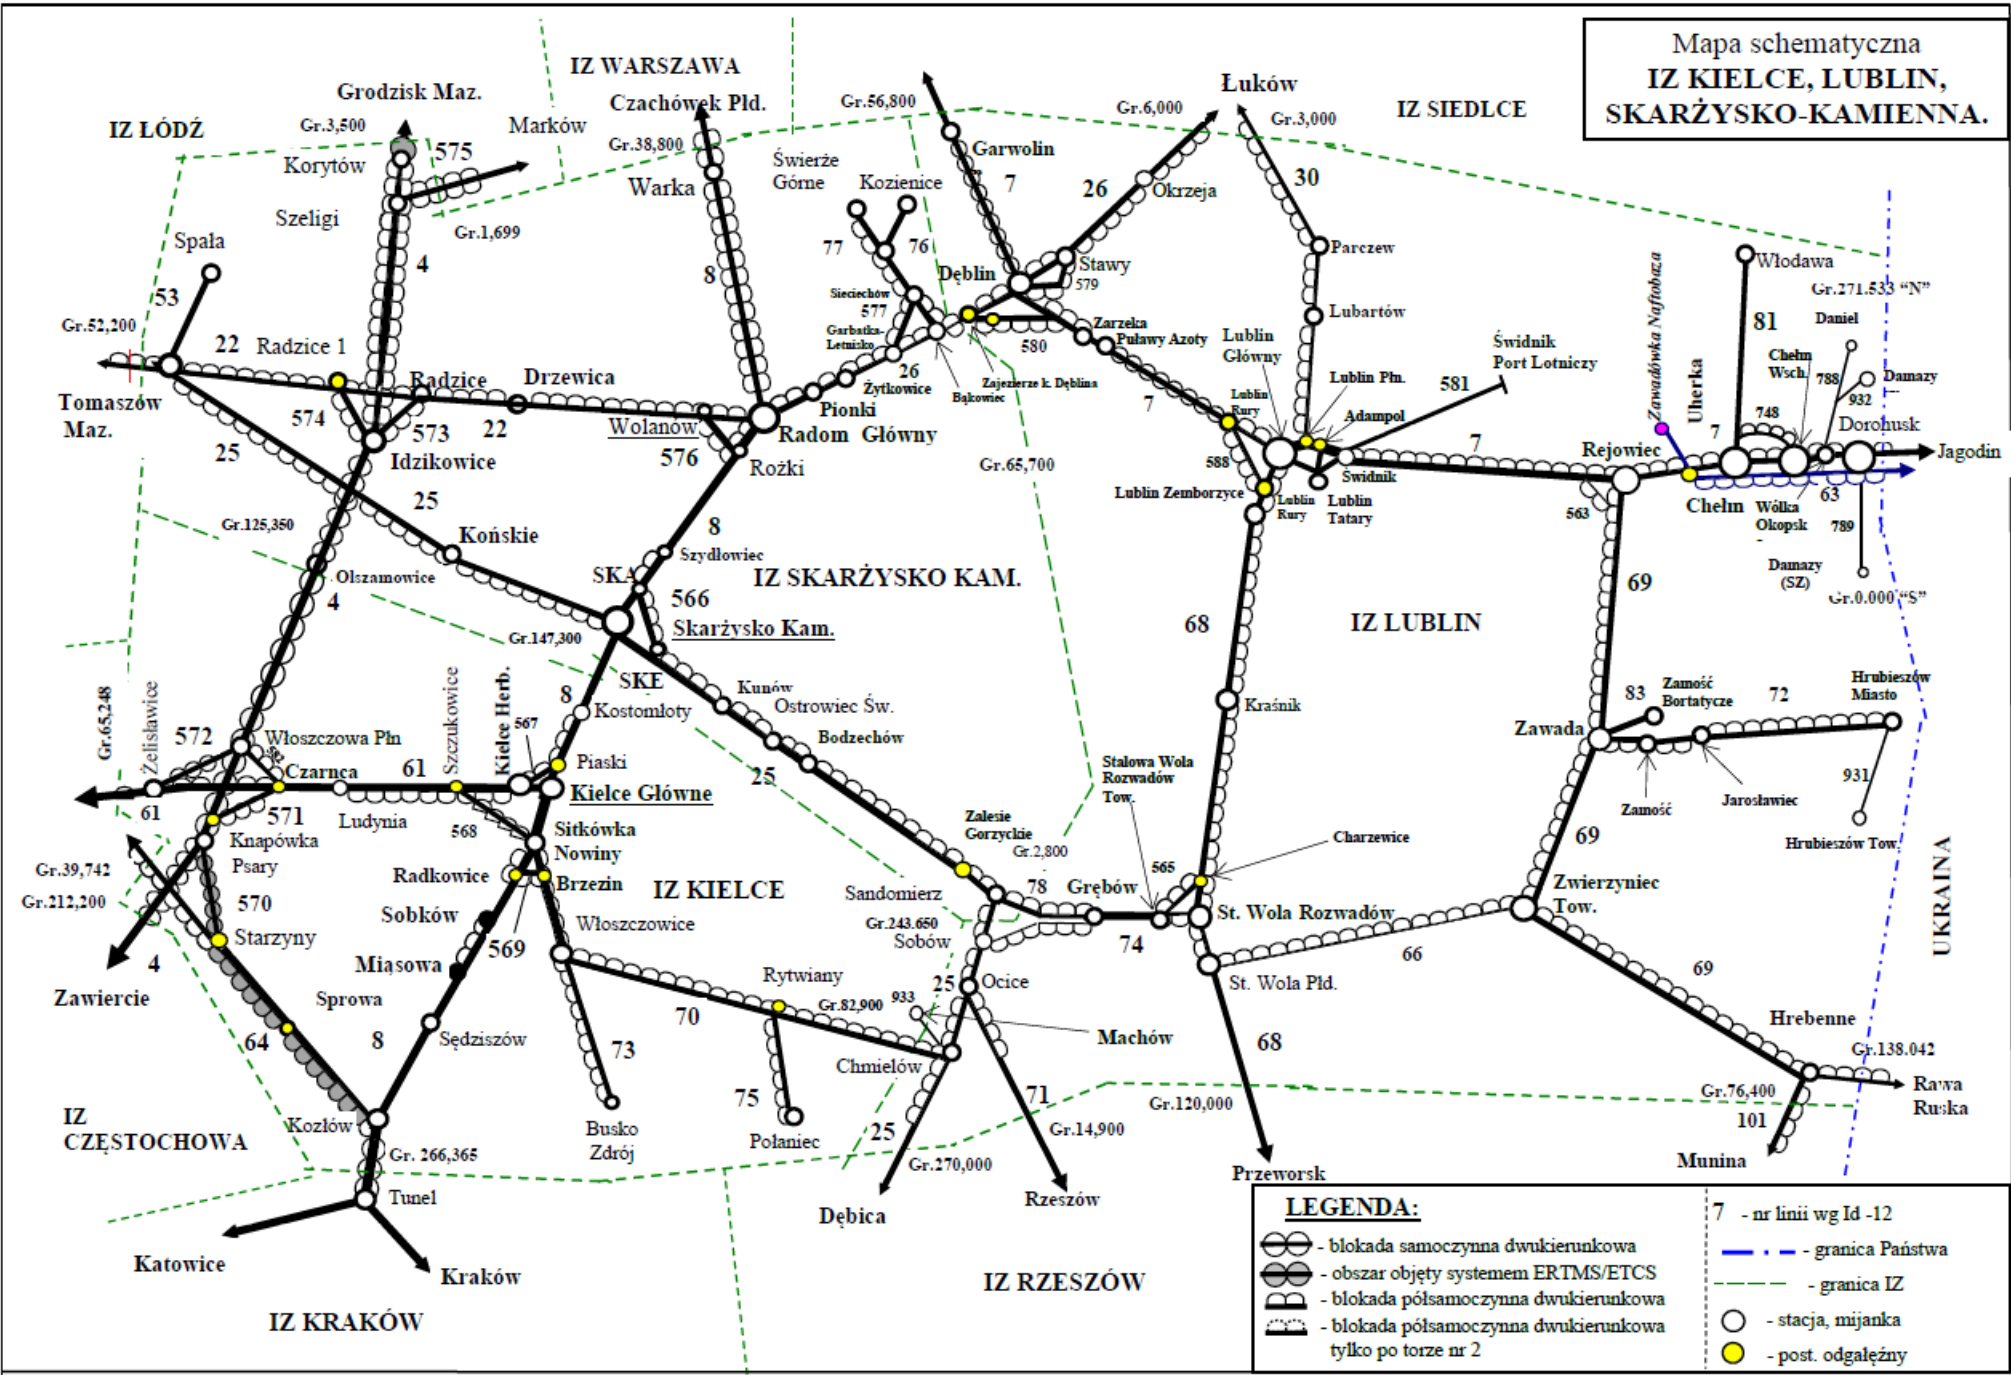 Mapa schematyczna
IZ KIELCE, LUBLIN,
SKARŻYSKO-KAMIENNA.
IZ WARSZAWA
Czachówek Płd.
Grodzisk Maz.
Gr.3,500
IZ ŁÓDŹ
Korytów
575
Marków
Szeligi
Gr.1,699
4
Gr.38,800
Warka
8
Świerże
Górne
Kozienice
77
76
Gr.56,800
Garwolin
7
Łuków
Gr.6,000
Gr.3,000
IZ SIEDLCE
26
Okrzeja
30
Parczew
Lubartów
Spała
53
Gr.52,200
22
Radzice 1
Radzice
Drzewica
Tomaszów
Maz.
574
573
22
Idzikowice
25
25
Wolanów
576
Radom Główny
Rożki
Pionki
Żytkowice
26
Sieciechów
577
Garbatka-
Letnisko
Bąkowiec
Zajezierze k. Dęblina
Dęblin
Stawy
579
580
Zarzeka
Puławy Azoty
7
Gr.65,700
Lublin
Główny
Lublin
Rury
Lublin Płn.
Adampol
588
Lublin Zemborzyce
Lublin
Rury
Lublin
Tatary
Świdnik
581
Świdnik
Port Lotniczy
7
Rejowiec
563
Zawadówka Naftobaza
Uherka
7
Chełm
Włodawa
81
Gr.271.533 “N”
Daniel
Chełm
Wsch.
788
Damazy
932
748
Dorohusk
Jagodin
63
Wólka
Okopsk
-
789
Damazy
(SZ)
Gr.0.000 “S”
Gr.125,350
Końskie
Olszamowice
4
8
Szydłowiec
SKA
566
Skarżysko Kam.
IZ SKARŻYSKO KAM.
Gr.147,300
SKE
8
Kostomłoty
Kunów
Ostrowiec Św.
Bodzechów
25
68
IZ LUBLIN
69
Kraśnik
Zawada
83
Zamość
Bortatycze
72
Hrubieszów
Miasto
Zamość
Jarosławiec
931
Hrubieszów Tow.
69
UKRAINA
Gr.65,248
Żelisławice
572
Włoszczowa Płn
582
Czarnca
61
Szczukowice
Kielce Herb.
567
Piaski
Kielce Główne
61
571
Ludynia
568
Knapówka
Psary
Sitkówka
Nowiny
Radkowice
Brzezin
IZ KIELCE
Gr.39,742
Gr.212,200
570
Starzyny
4
Zawiercie
Sobków
569
Włoszczowice
Miąsowa
Sprowa
64
8
Sędziszów
70
Rytwiany
Gr.82,900
933
Machów
Chmielów
73
75
Busko
Zdrój
Połaniec
Zalesie
Gorzyckie
Gr.2,800
Sandomierz
78
Grębów
Gr.243.650
Sobów
74
25
Ocice
Stalowa Wola
Rozwadów
Tow.
565
Charzewice
St. Wola Rozwadów
St. Wola Płd.
66
Zwierzyniec
Tow.
69
Hrebenne
Gr.138.042
Rawa
Ruska
Gr.76,400
101
Munina
68
Gr.120,000
Przeworsk
71
Gr.14,900
Rzeszów
25
Gr.270,000
Dębica
IZ
CZĘSTOCHOWA
Kozłów
Gr. 266,365
Tunel
Katowice
Kraków
IZ KRAKÓW
IZ RZESZÓW
LEGENDA:
- blokada samoczynna dwukierunkowa
- obszar objęty systemem ERTMS/ETCS
- blokada półsamoczynna dwukierunkowa
- blokada półsamoczynna dwukierunkowa
tylko po torze nr 2
7 - nr linii wg Id -12
- granica Państwa
- granica IZ
- stacja, mijanka
- post. odgałęźny